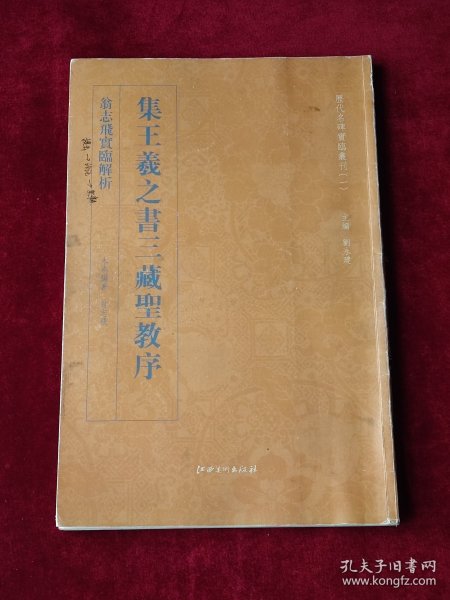 歷代名碑實臨叢刊(一)
主編 劉永澤
集王羲之書三藏聖教序
翁志飛實臨解析
江西美術出版社
孔夫子旧书网
www.kongfz.com